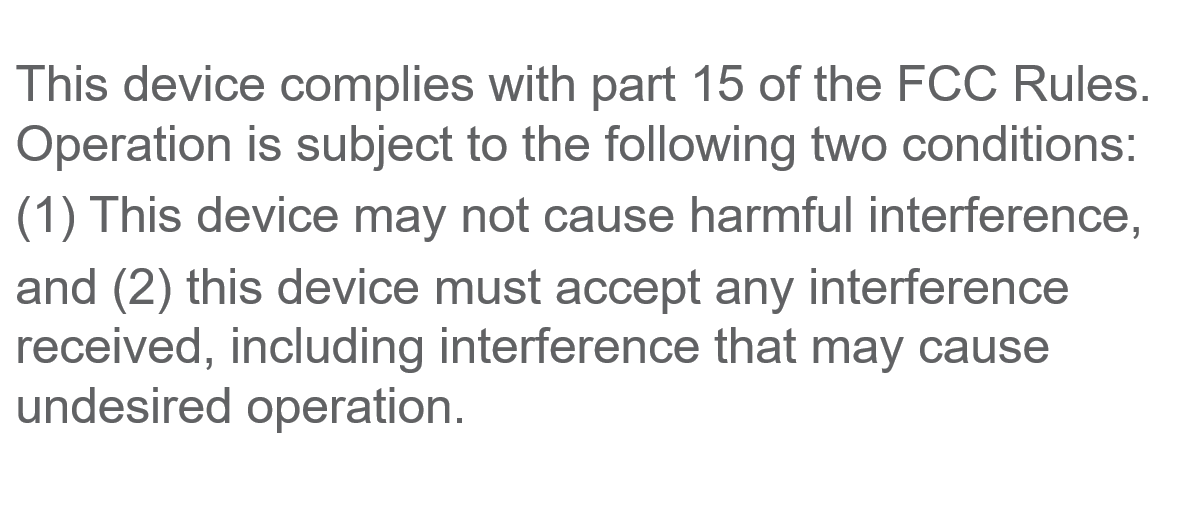 This device complies with part 15 of the FCC Rules.
Operation is subject to the following two conditions:
(1) This device may not cause harmful interference,
and (2) this device must accept any interference
received, including interference that may cause
undesired operation.